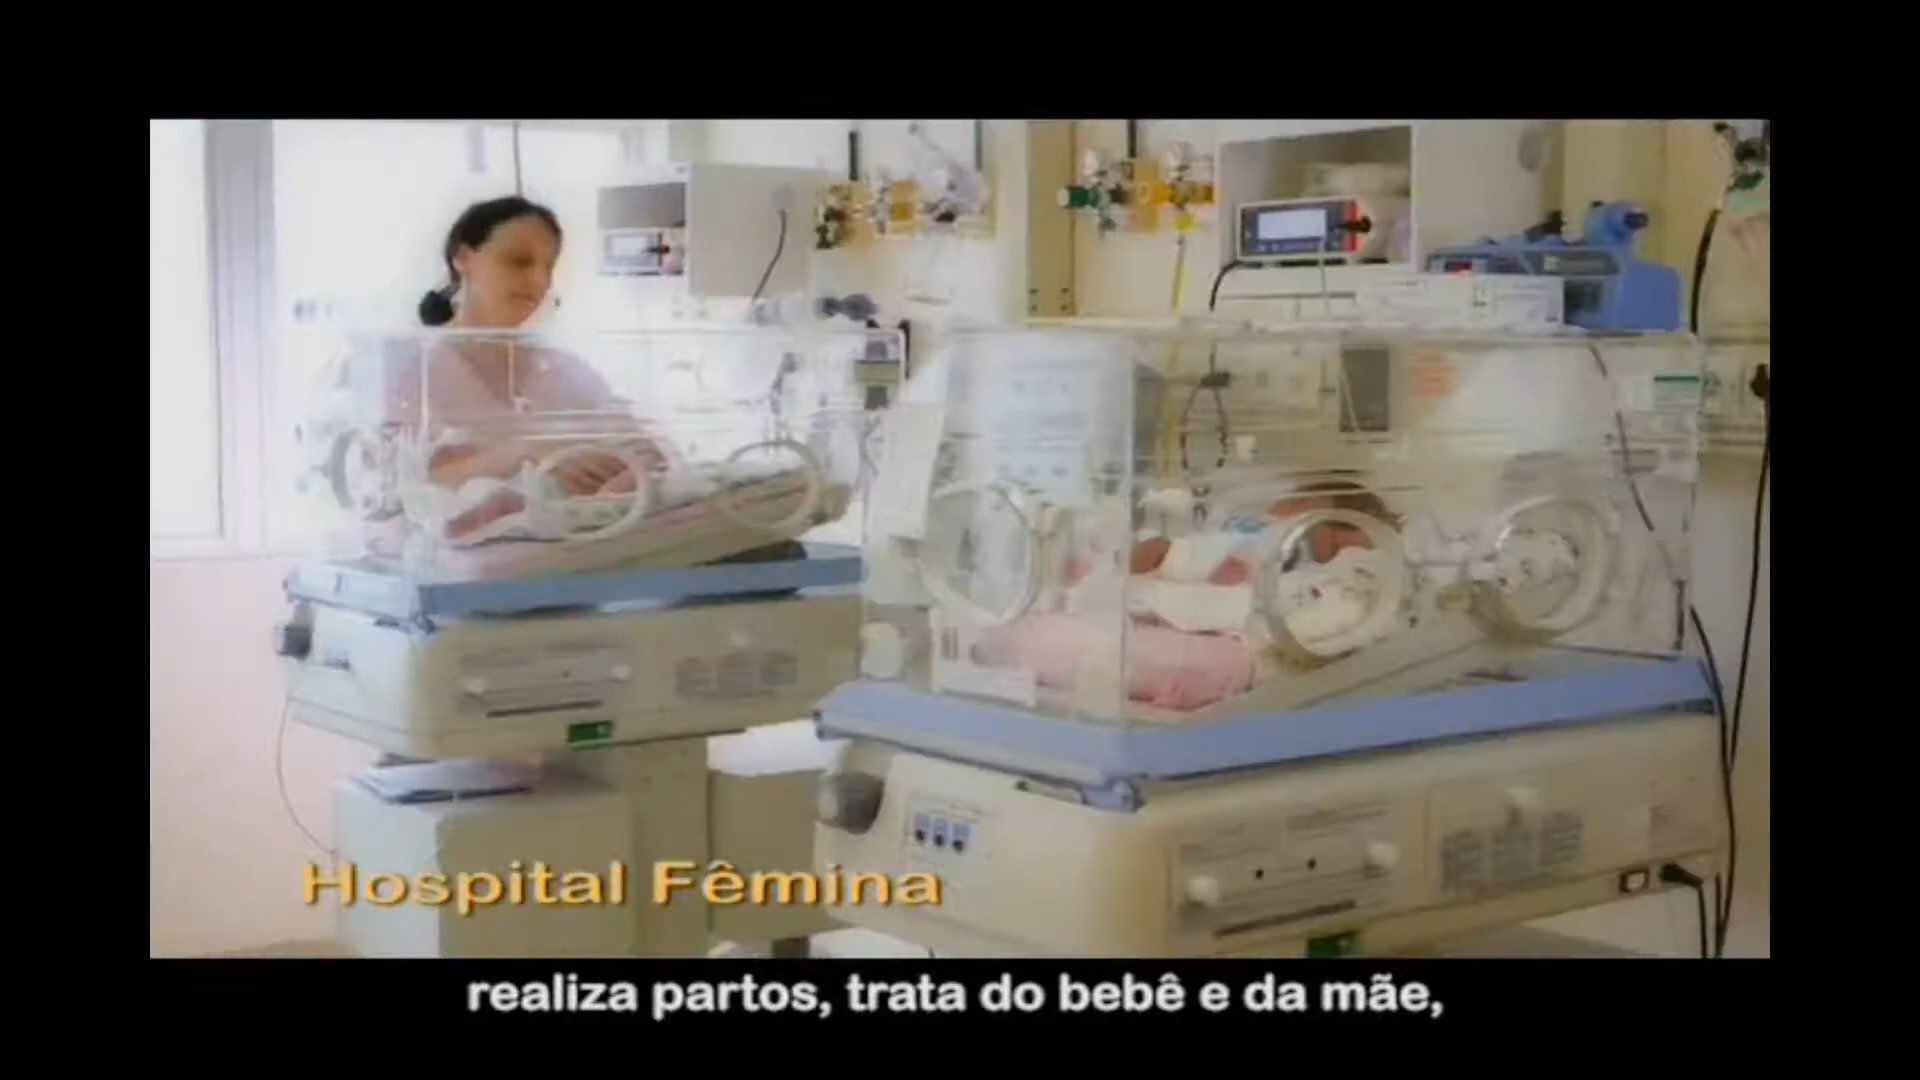 Hospital Fêmina
realiza partos, trata do bebê e da mãe,